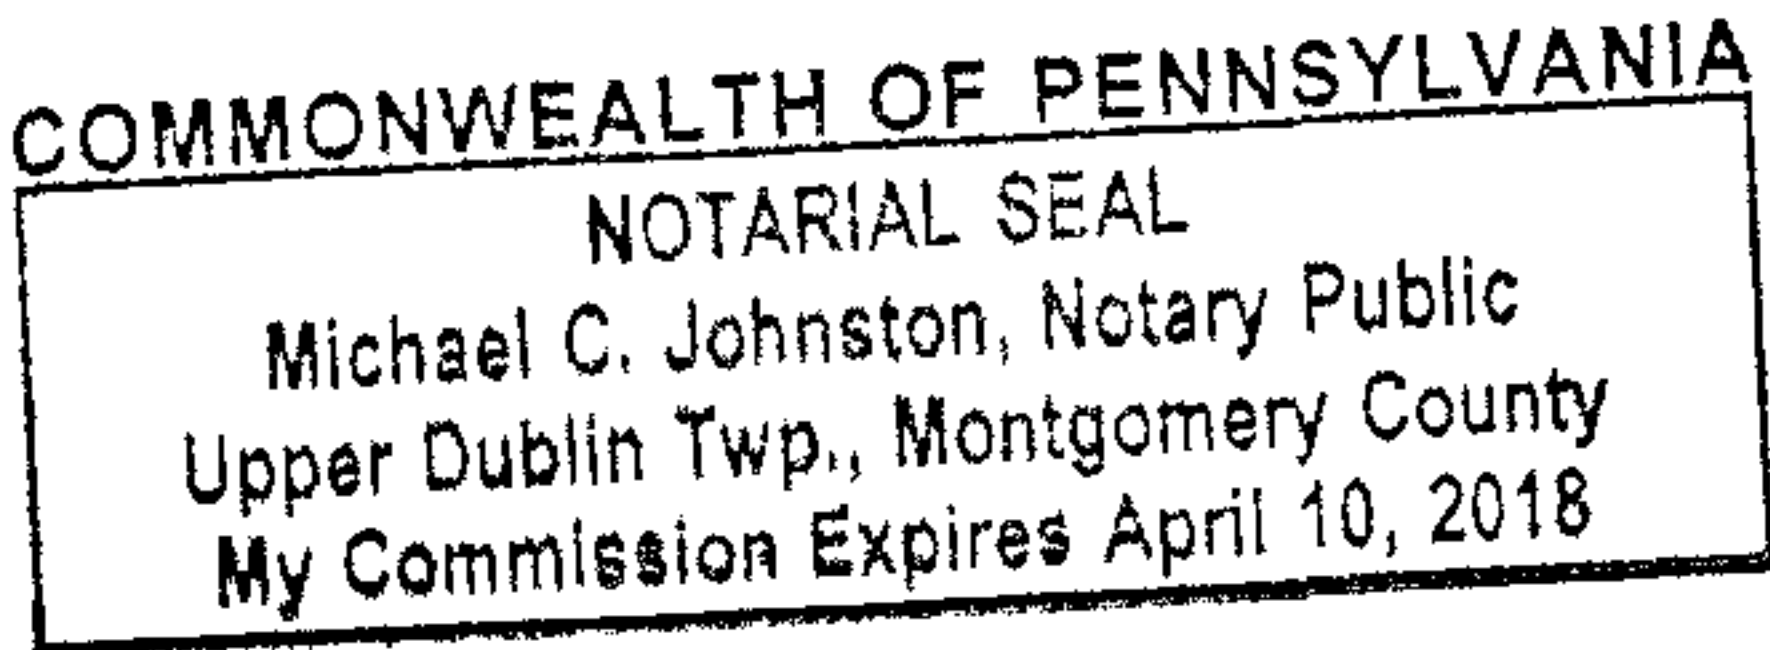 COMMONWEALTH OF PENNSYLVANIA
NOTARIAL SEAL
Michael C. Johnston, Notary Public
Upper Dublin Twp., Montgomery County
My Commission Expires April 10, 2018